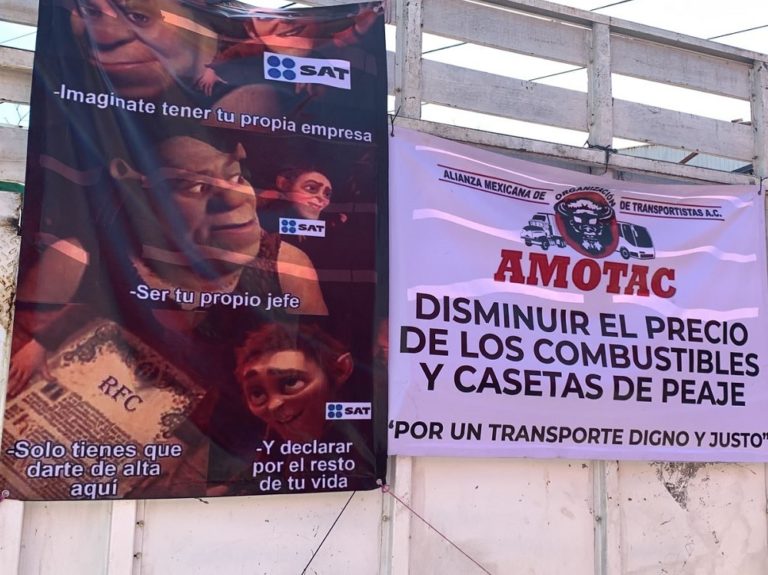 SAT
-Imaginate tener tu propia empresa
SAT
-Ser tu propio jefe
RFC
SAT
-Solo tienes que
darte de alta
aquí
-Y declarar
por el resto
de tu vida
ALIANZA MEXICANA DE ORGANIZACIÓN DE TRANSPORTISTAS A.C.
AMOTAC
DISMINUIR EL PRECIO
DE LOS COMBUSTIBLES
Y CASETAS DE PEAJE
"POR UN TRANSPORTE DIGNO Y JUSTO"